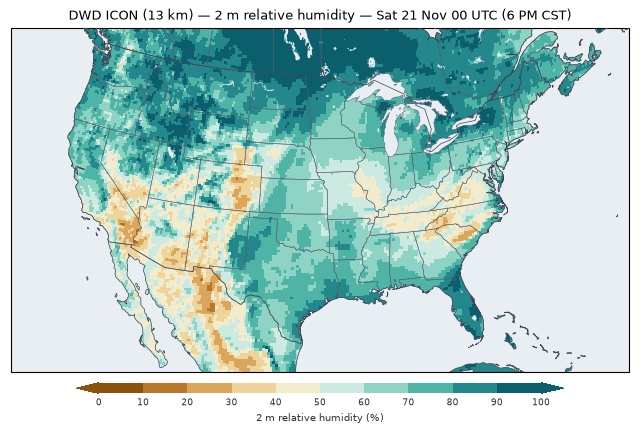 DWD ICON (13 km) — 2 m relative humidity — Sat 21 Nov 00 UTC (6 PM CST)
0 10 20 30 40 50 60 70 80 90 100
2 m relative humidity (%)